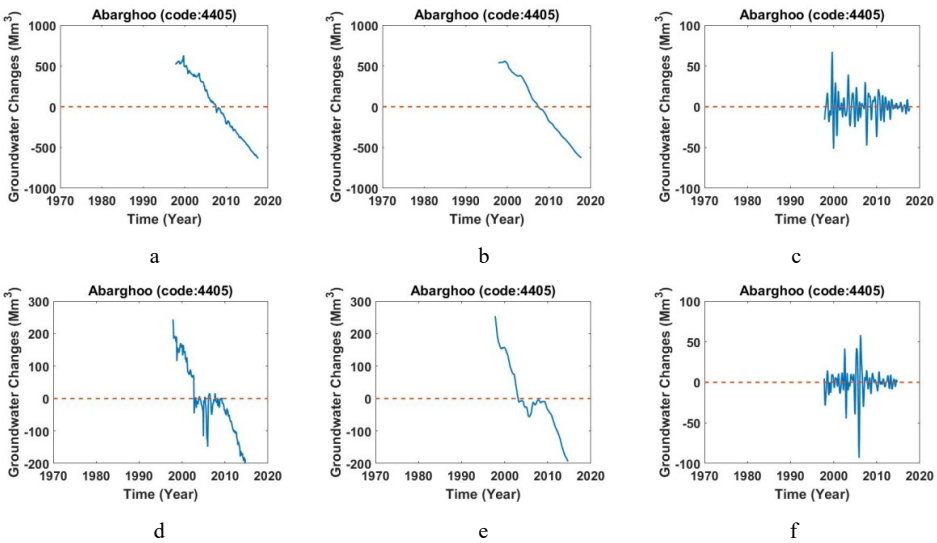 Abarghoo (code:4405)
Groundwater Changes (Mm³)
1000
500
0
-500
-1000
1970 1980 1990 2000 2010 2020
Time (Year)
a
Abarghoo (code:4405)
Groundwater Changes (Mm³)
1000
500
0
-500
-1000
1970 1980 1990 2000 2010 2020
Time (Year)
b
Abarghoo (code:4405)
Groundwater Changes (Mm³)
100
50
0
-50
-100
1970 1980 1990 2000 2010 2020
Time (Year)
c
Abarghoo (code:4405)
Groundwater Changes (Mm³)
300
200
100
0
-100
-200
1970 1980 1990 2000 2010 2020
Time (Year)
d
Abarghoo (code:4405)
Groundwater Changes (Mm³)
300
200
100
0
-100
-200
1970 1980 1990 2000 2010 2020
Time (Year)
e
Abarghoo (code:4405)
Groundwater Changes (Mm³)
100
50
0
-50
-100
1970 1980 1990 2000 2010 2020
Time (Year)
f